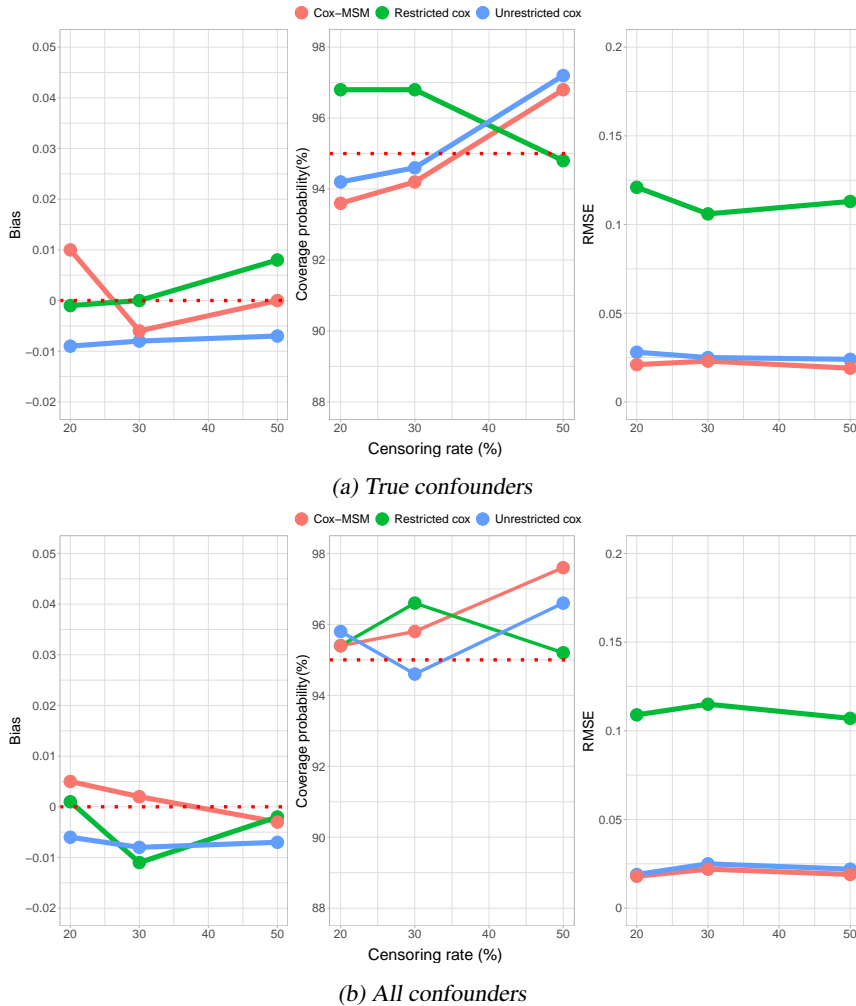 Cox−MSM Restricted cox Unrestricted cox
0.05
0.04
0.03
0.02
0.01
0
−0.01
−0.02
Bias
20 30 40 50
98
96
94
92
90
88
Coverage probability(%)
20 30 40 50
Censoring rate (%)
0.2
0.15
0.1
0.05
0
RMSE
20 30 40 50
(a) True confounders
Cox−MSM Restricted cox Unrestricted cox
0.05
0.04
0.03
0.02
0.01
0
−0.01
−0.02
Bias
20 30 40 50
98
96
94
92
90
88
Coverage probability(%)
20 30 40 50
Censoring rate (%)
0.2
0.15
0.1
0.05
0
RMSE
20 30 40 50
(b) All confounders